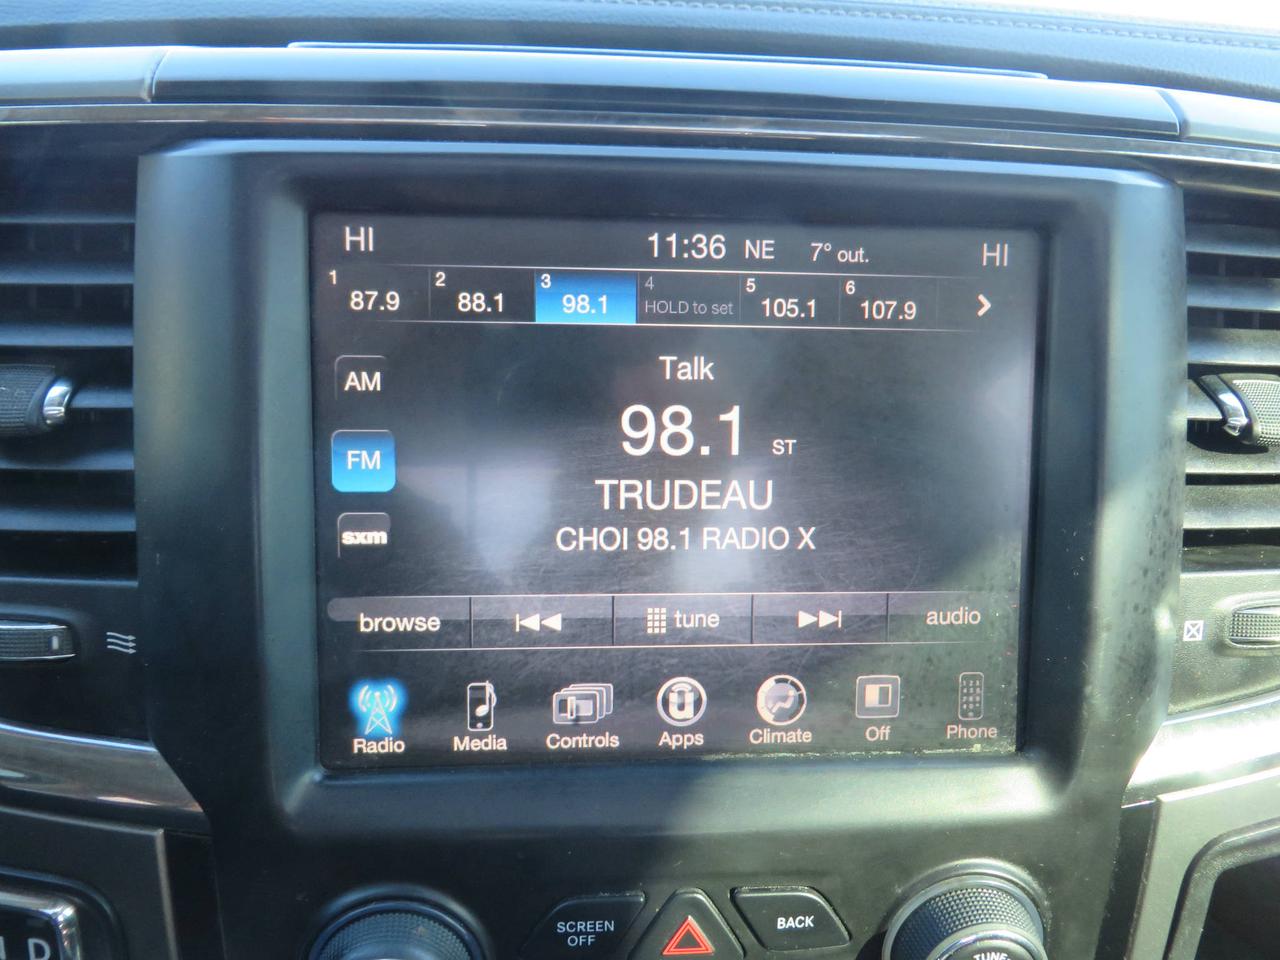 HI 11:36 NE 7° out. HI
1 87.9 2 88.1 3 98.1 4 HOLD to set 5 105.1 6 107.9
Talk
AM
98.1 ST
FM
TRUDEAU
sxm
CHOI 98.1 RADIO X
browse tune audio
Radio Media Controls Apps Climate Off Phone
SCREEN OFF
BACK
D
TUNE